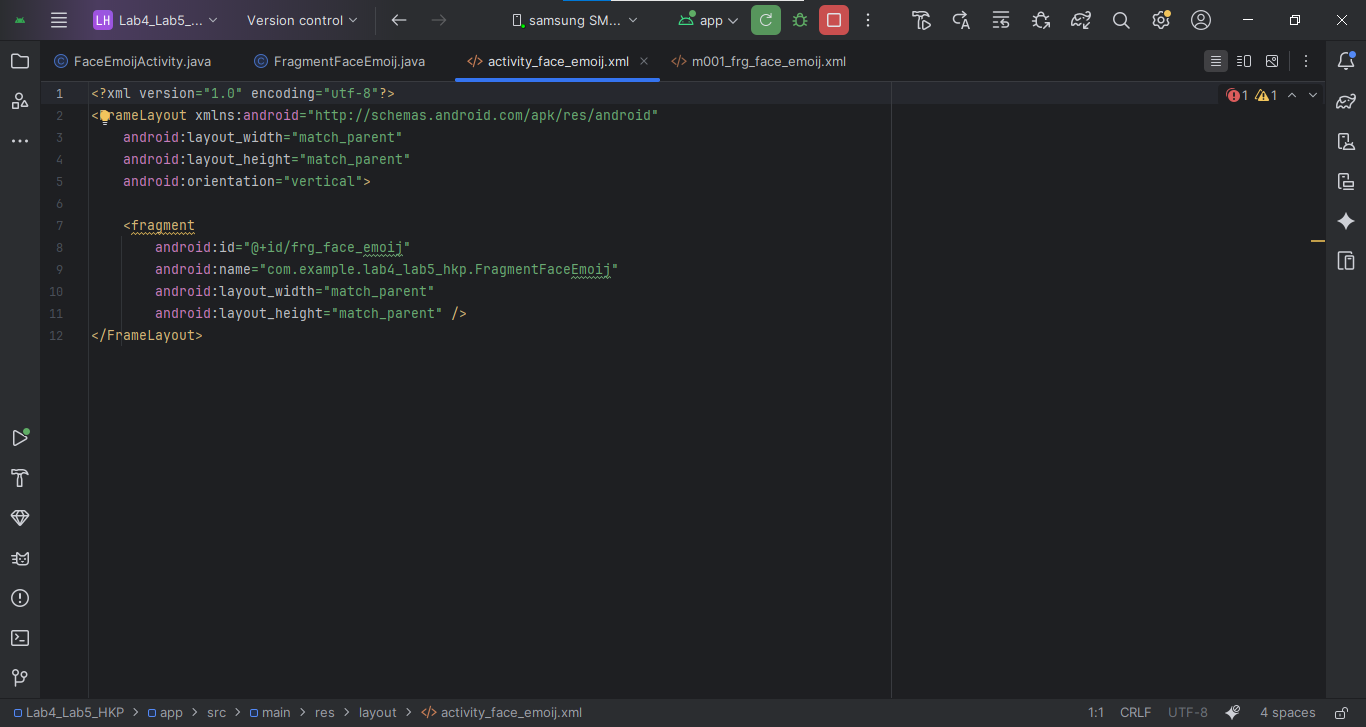 LH Lab4_Lab5_... Version control samsung SM... app
FaceEmoijActivity.java FragmentFaceEmoij.java </> activity_face_emoij.xml </> m001_frg_face_emoij.xml
1 <?xml version="1.0" encoding="utf-8"?> 1 1
2 <FrameLayout xmlns:android="http://schemas.android.com/apk/res/android"
3 android:layout_width="match_parent"
4 android:layout_height="match_parent"
5 android:orientation="vertical">
6
7 <fragment
8 android:id="@+id/frg_face_emoij"
9 android:name="com.example.lab4_lab5_hkp.FragmentFaceEmoij"
10 android:layout_width="match_parent"
11 android:layout_height="match_parent" />
12 </FrameLayout>
Lab4_Lab5_HKP > app > src > main > res > layout > </> activity_face_emoij.xml 1:1 CRLF UTF-8 4 spaces